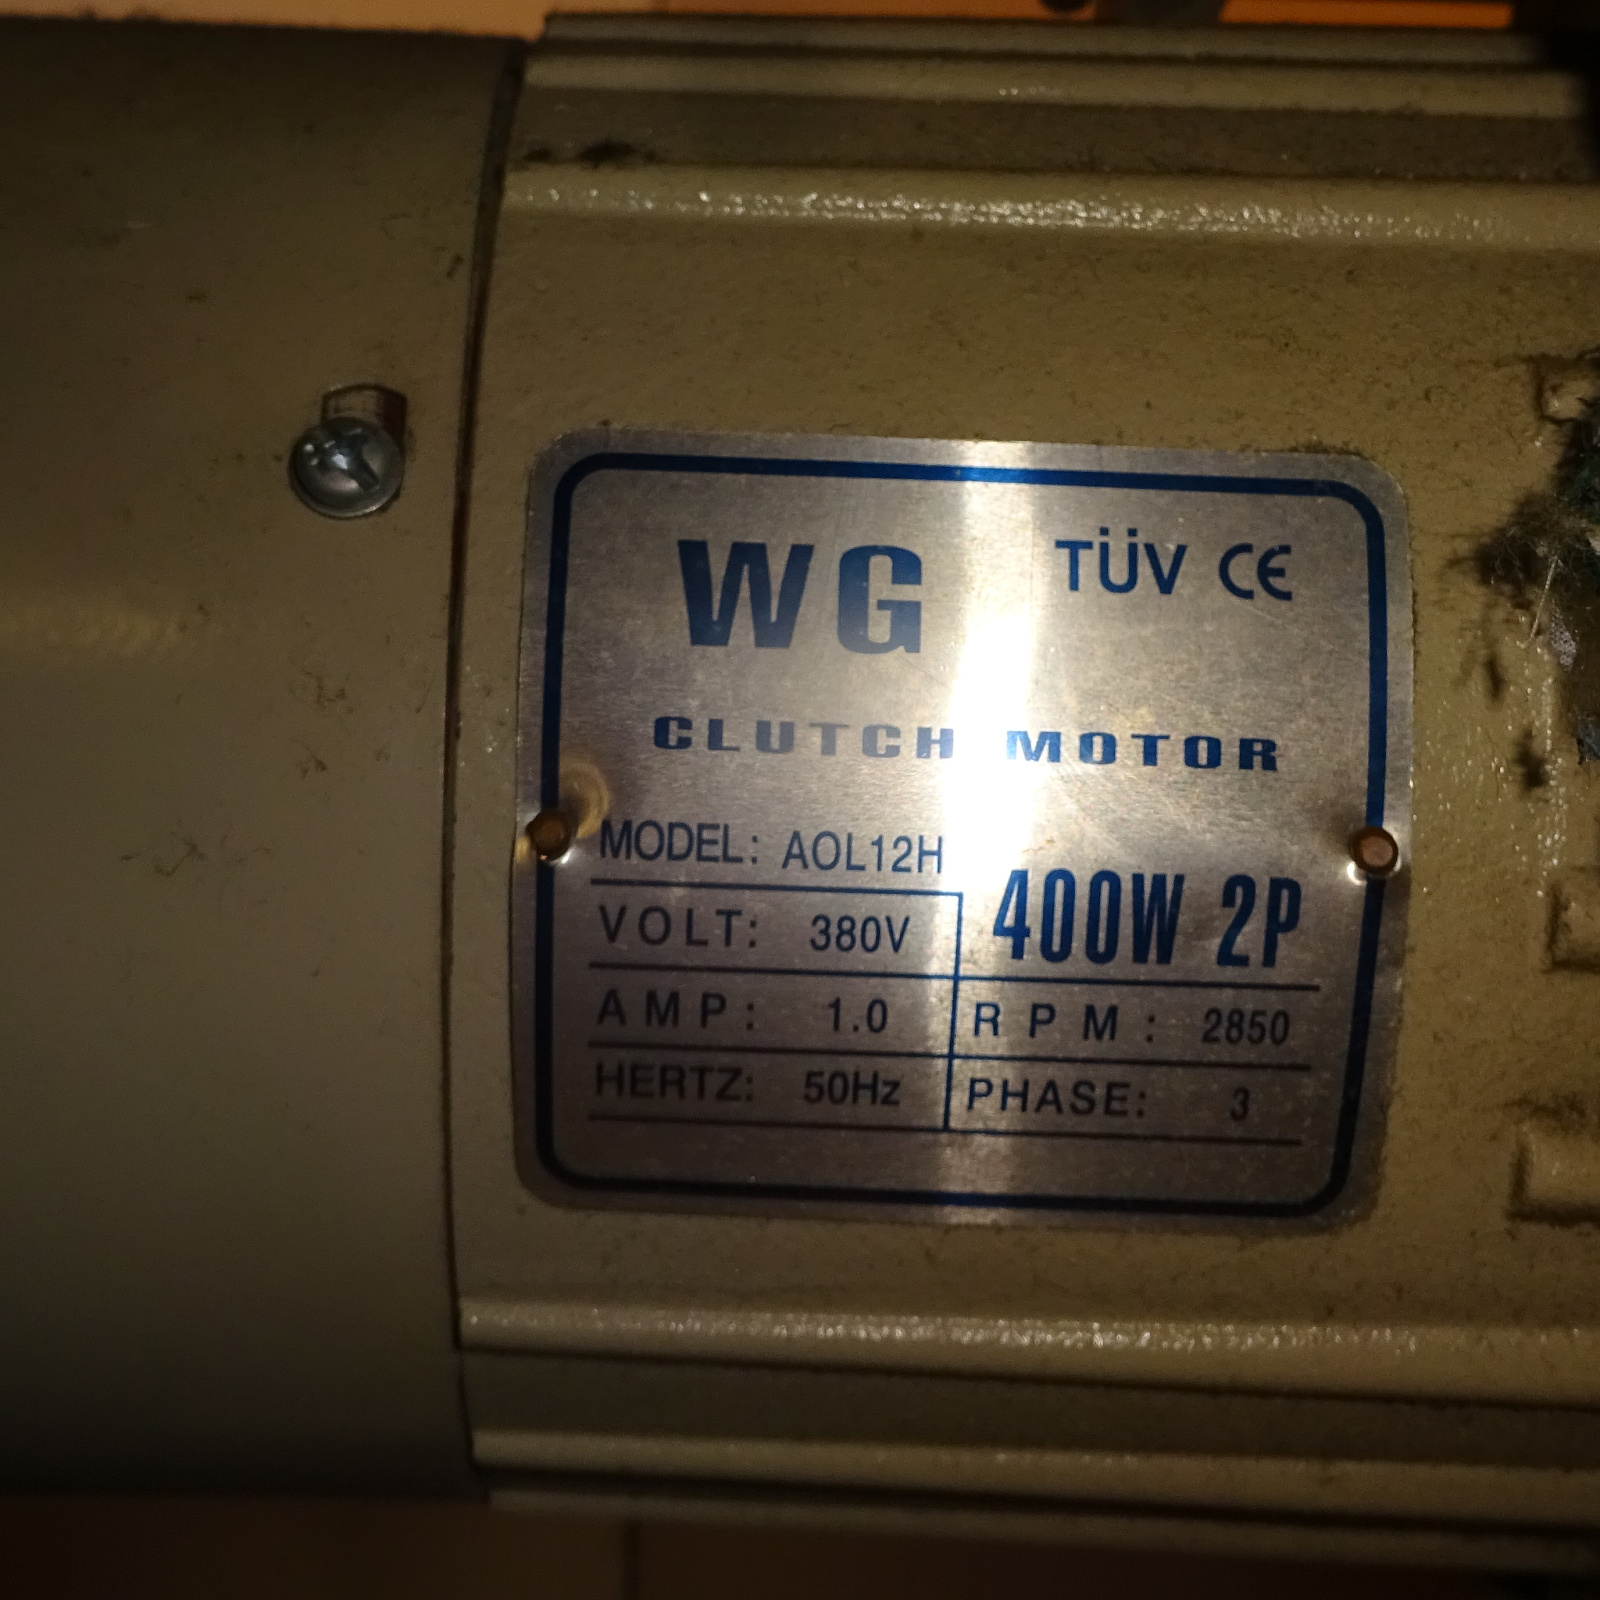 WG TÜV CE
CLUTCH MOTOR
MODEL: AOL12H
400W 2P
VOLT: 380V
AMP: 1.0 RPM: 2850
HERTZ: 50Hz PHASE: 3